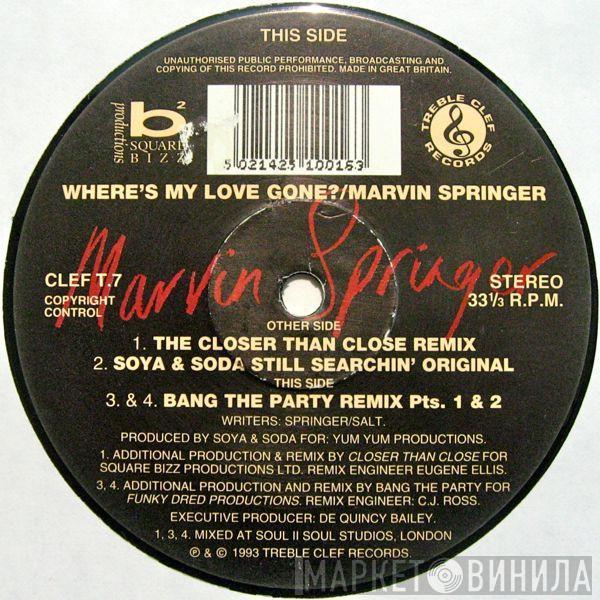 THIS SIDE
UNAUTHORISED PUBLIC PERFORMANCE, BROADCASTING AND
COPYING OF THIS RECORD PROHIBITED. MADE IN GREAT BRITAIN.
b2
SQUARE
BIZZ
productions
5 021424 100163
TREBLE CLEF
RECORDS
WHERE'S MY LOVE GONE?/MARVIN SPRINGER
Marvin Springer
CLEF T.7
COPYRIGHT
CONTROL
STEREO
33⅓ R.P.M.
OTHER SIDE
1. THE CLOSER THAN CLOSE REMIX
2. SOYA & SODA STILL SEARCHIN' ORIGINAL
THIS SIDE
3. & 4. BANG THE PARTY REMIX Pts. 1 & 2
WRITERS: SPRINGER/SALT.
PRODUCED BY SOYA & SODA FOR: YUM YUM PRODUCTIONS.
1. ADDITIONAL PRODUCTION & REMIX BY CLOSER THAN CLOSE FOR
SQUARE BIZZ PRODUCTIONS LTD. REMIX ENGINEER EUGENE ELLIS.
3, 4. ADDITIONAL PRODUCTION AND REMIX BY BANG THE PARTY FOR
FUNKY DRED PRODUCTIONS. REMIX ENGINEER: C.J. ROSS.
EXECUTIVE PRODUCER: DE QUINCY BAILEY.
1, 3, 4. MIXED AT SOUL II SOUL STUDIOS, LONDON
℗ & © 1993 TREBLE CLEF RECORDS.
МАРКЕТ ВИНИЛА